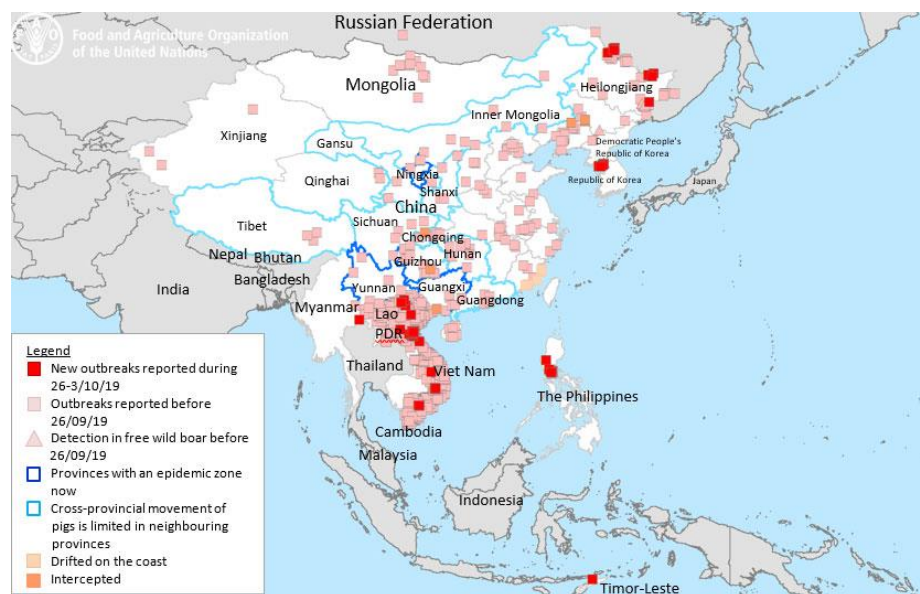 Food and Agriculture Organization
of the United Nations
FAO
Russian Federation
Mongolia
Heilongjiang
Inner Mongolia
Xinjiang
Gansu
Democratic People's
Republic of Korea
Ningxia
Qinghai
Shanxi
Republic of Korea
Japan
China
Tibet
Sichuan
Chongqing
Nepal
Bhutan
Hunan
Guizhou
Bangladesh
India
Yunnan
Guangxi
Guangdong
Myanmar
Lao
PDR
Thailand
Viet Nam
The Philippines
Cambodia
Malaysia
Indonesia
Timor-Leste
Legend
New outbreaks reported during
26-3/10/19
Outbreaks reported before
26/09/19
Detection in free wild boar before
26/09/19
Provinces with an epidemic zone
now
Cross-provincial movement of
pigs is limited in neighbouring
provinces
Drifted on the coast
Intercepted